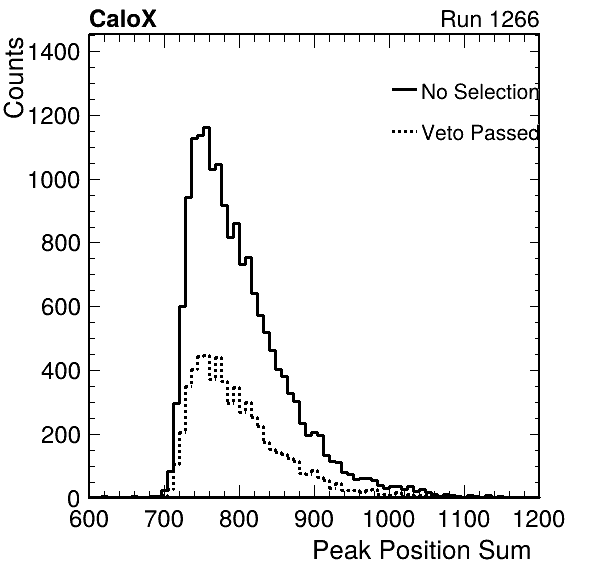 CaloX Run 1266
Counts
1400
1200
1000
800
600
400
200
0
No Selection
Veto Passed
600 700 800 900 1000 1100 1200
Peak Position Sum